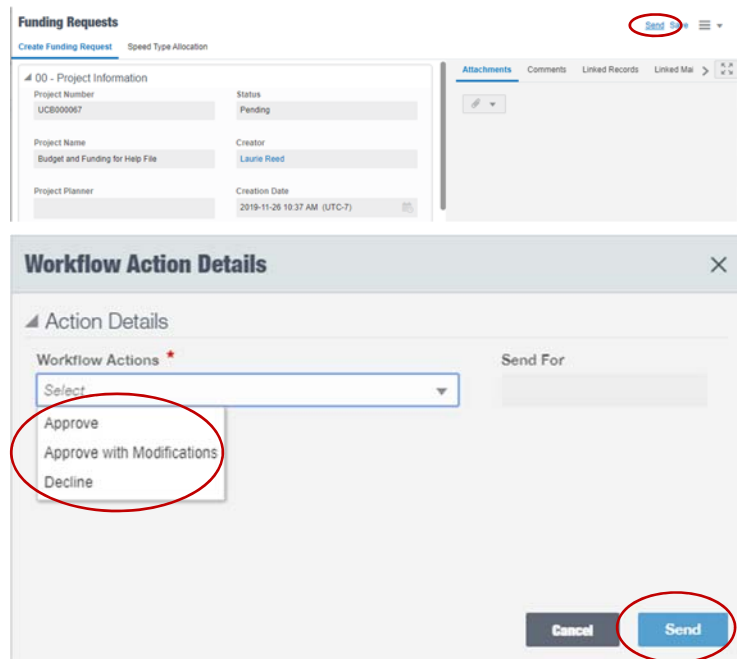 Funding Requests
Send Save
Create Funding Request Speed Type Allocation
00 - Project Information
Attachments Comments Linked Records Linked Mai
Project Number Status
UCB000067 Pending
Project Name Creator
Budget and Funding for Help File Laurie Reed
Project Planner Creation Date
2019-11-26 10:37 AM (UTC-7)
Workflow Action Details
Action Details
Workflow Actions * Send For
Select
Approve
Approve with Modifications
Decline
Cancel Send